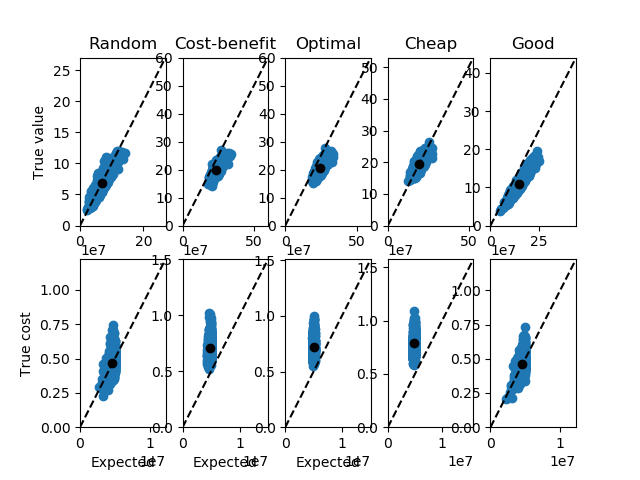 Random Cost-benefit Optimal Cheap Good
True value
25 20 15 10 5 0
60 50 40 30 20 10 0
60 50 40 30 20 10 0
50 40 30 20 10 0
40 30 20 10 0
0 20 0 50 0 50 0 50 0 25
1e7 1e7 1e7 1e7 1e7
True cost
1.00 0.75 0.50 0.25 0.00
1.5 1.0 0.5 0.0
1.5 1.0 0.5 0.0
1.5 1.0 0.5 0.0
1.00 0.75 0.50 0.25 0.00
0 1 0 1 0 1 0 1 0 1
Expected 1e7 Expected 1e7 Expected 1e7 1e7 1e7